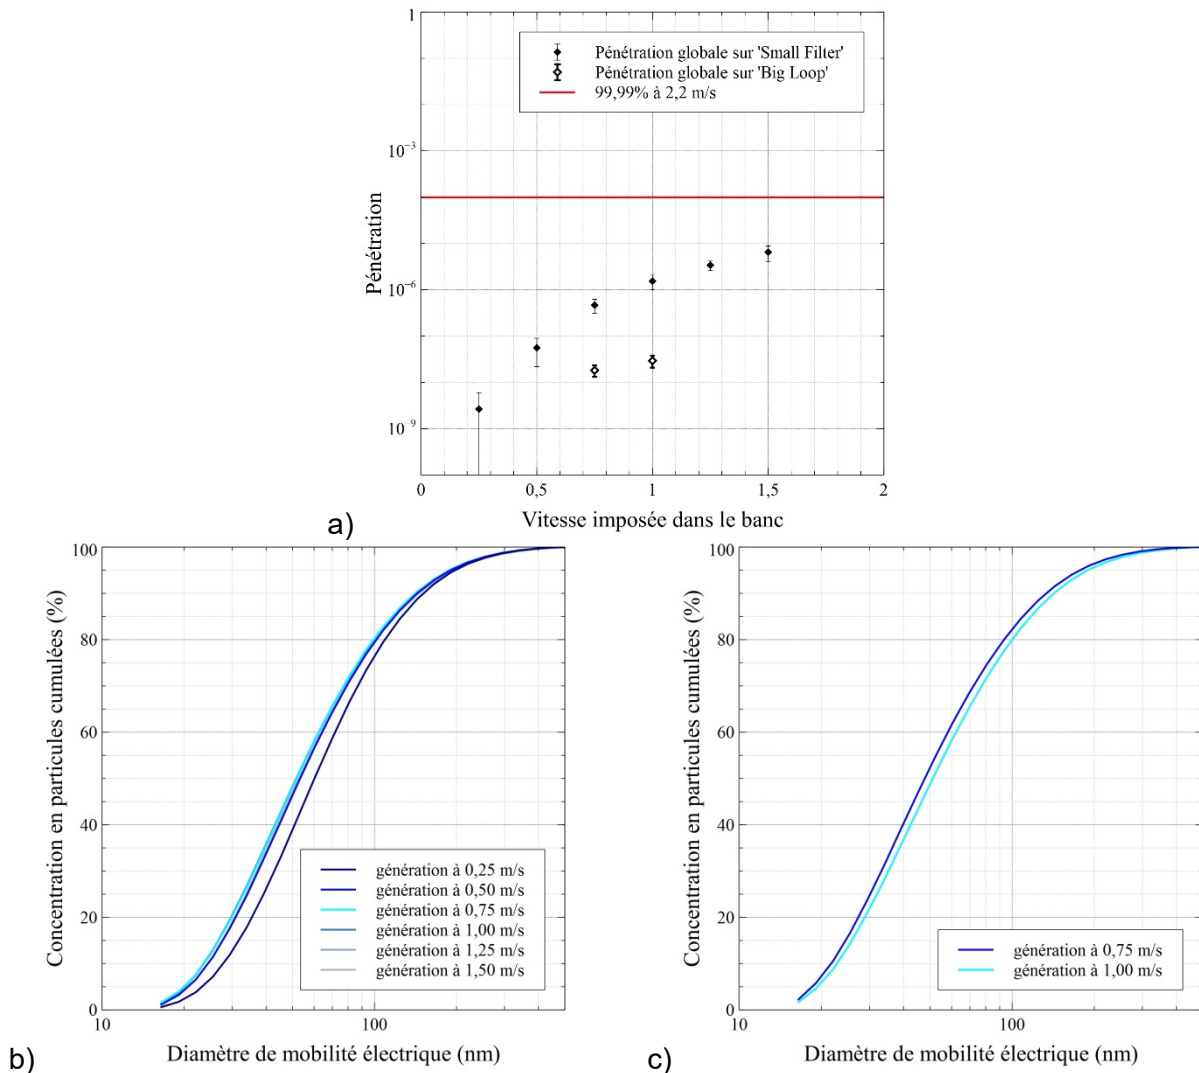 1
Pénétration globale sur 'Small Filter'
Pénétration globale sur 'Big Loop'
99,99% à 2,2 m/s
10⁻³
10⁻⁶
10⁻⁹
Pénétration
0
0,5
1
1,5
2
Vitesse imposée dans le banc
a)
100
80
60
40
20
0
Concentration en particules cumulées (%)
génération à 0,25 m/s
génération à 0,50 m/s
génération à 0,75 m/s
génération à 1,00 m/s
génération à 1,25 m/s
génération à 1,50 m/s
10
100
Diamètre de mobilité électrique (nm)
b)
100
80
60
40
20
0
Concentration en particules cumulées (%)
génération à 0,75 m/s
génération à 1,00 m/s
10
100
Diamètre de mobilité électrique (nm)
c)